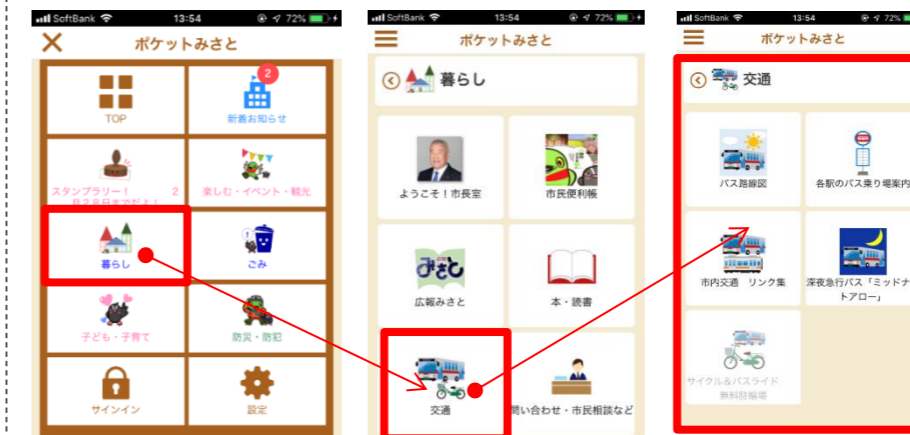 SoftBank 13:54 72%
ポケットみさと
TOP
2
新着お知らせ
スタンプラリー! 2
月28日までだよ!
楽しむ・イベント・観光
暮らし
ごみ
子ども・子育て
防災・防犯
サインイン
設定
SoftBank 13:54 72%
ポケットみさと
暮らし
ようこそ!市長室
市民便利帳
みさと
広報みさと
本・読書
交通
問い合わせ・市民相談など
SoftBank 13:54 72%
ポケットみさと
交通
バス路線図
各駅のバス乗り場案内
市内交通 リンク集
深夜急行バス「ミッドナ
トアロー」
サイクル&バスライド
無料駐輪場